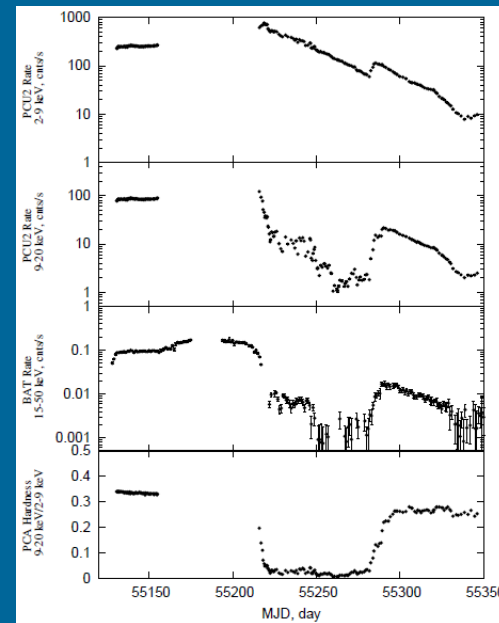 1000
100
10
1
PCU2 Rate
2-9 keV, cnts/s
100
10
1
PCU2 Rate
9-20 keV, cnts/s
0.1
0.01
0.001
BAT Rate
15-50 keV, cnts/s
0.5
0.4
0.3
0.2
0.1
0
PCA Hardness
9-20 keV/2-9 keV
55150 55200 55250 55300 55350
MJD, day